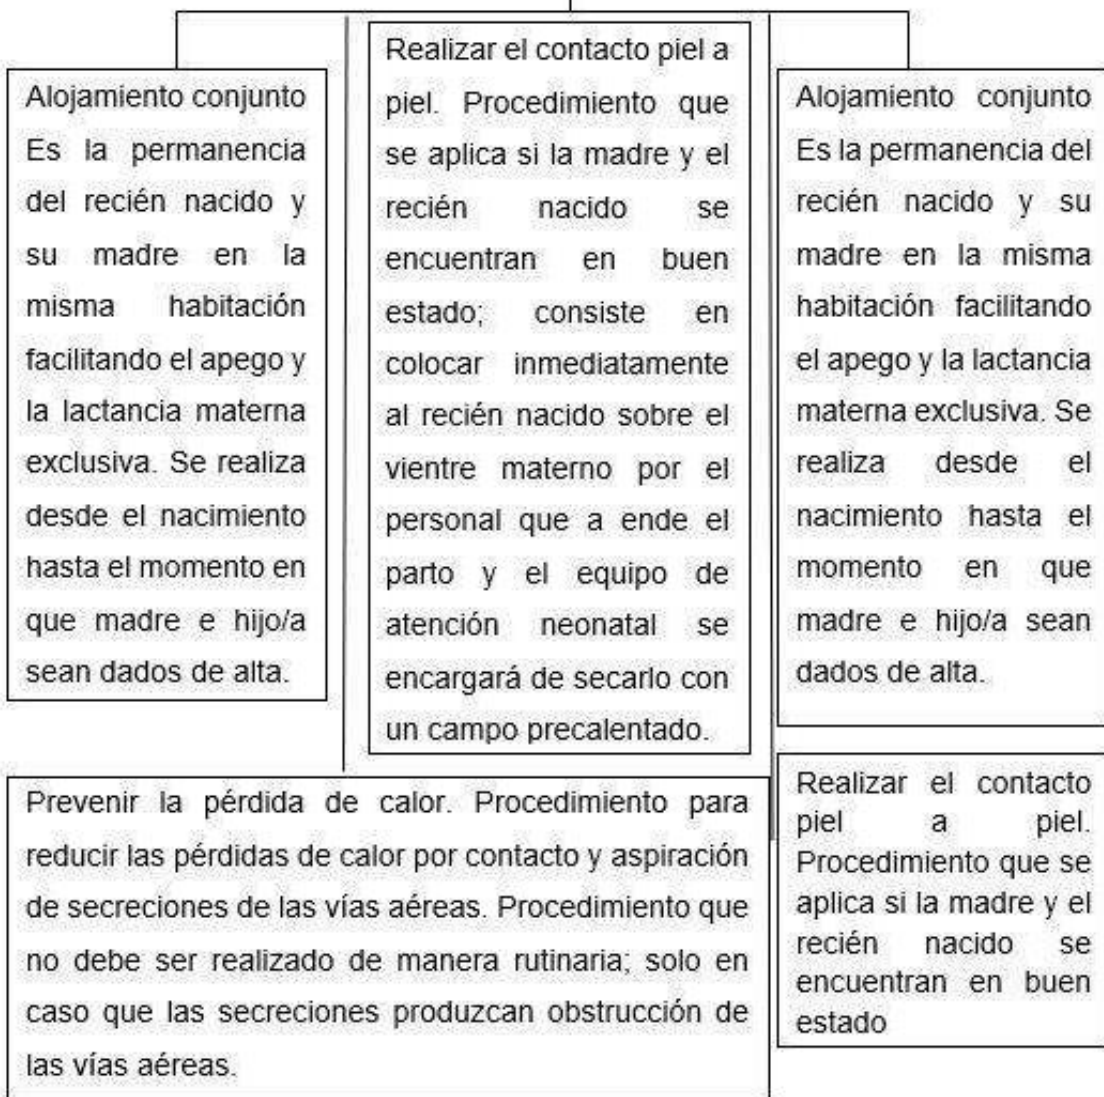 Alojamiento conjunto
Es la permanencia
del recién nacido y
su madre en la
misma habitación
facilitando el apego y
la lactancia materna
exclusiva. Se realiza
desde el nacimiento
hasta el momento en
que madre e hijo/a
sean dados de alta.
Realizar el contacto piel a
piel. Procedimiento que
se aplica si la madre y el
recién nacido se
encuentran en buen
estado; consiste en
colocar inmediatamente
al recién nacido sobre el
vientre materno por el
personal que a ende el
parto y el equipo de
atención neonatal se
encargará de secarlo con
un campo precalentado.
Alojamiento conjunto
Es la permanencia del
recién nacido y su
madre en la misma
habitación facilitando
el apego y la lactancia
materna exclusiva. Se
realiza desde el
nacimiento hasta el
momento en que
madre e hijo/a sean
dados de alta.
Prevenir la pérdida de calor. Procedimiento para
reducir las pérdidas de calor por contacto y aspiración
de secreciones de las vías aéreas. Procedimiento que
no debe ser realizado de manera rutinaria; solo en
caso que las secreciones produzcan obstrucción de
las vías aéreas.
Realizar el contacto
piel a piel.
Procedimiento que se
aplica si la madre y el
recién nacido se
encuentran en buen
estado